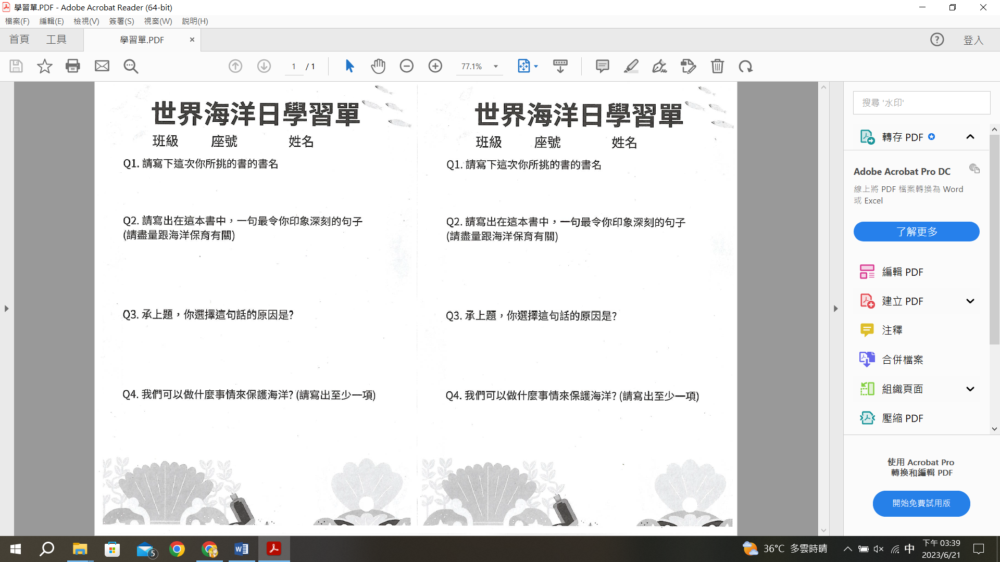 學習單.PDF - Adobe Acrobat Reader (64-bit)
檔案(F) 編輯(E) 檢視(V) 簽署(S) 視窗(W) 說明(H)
首頁 工具 學習單.PDF × 登入
1 / 1 77.1%
世界海洋日學習單
班級 座號 姓名
Q1. 請寫下這次你所挑的書的書名
Q2. 請寫出在這本書中，一句最令你印象深刻的句子
(請盡量跟海洋保育有關)
Q3. 承上題，你選擇這句話的原因是?
Q4. 我們可以做什麼事情來保護海洋? (請寫出至少一項)
世界海洋日學習單
班級 座號 姓名
Q1. 請寫下這次你所挑的書的書名
Q2. 請寫出在這本書中，一句最令你印象深刻的句子
(請盡量跟海洋保育有關)
Q3. 承上題，你選擇這句話的原因是?
Q4. 我們可以做什麼事情來保護海洋? (請寫出至少一項)
搜尋 '水印'
轉存 PDF
Adobe Acrobat Pro DC
線上將 PDF 檔案轉換為 Word
或 Excel
了解更多
編輯 PDF
建立 PDF
注釋
合併檔案
組織頁面
壓縮 PDF
使用 Acrobat Pro
轉換和編輯 PDF
開始免費試用版
5
36°C 多雲時晴
中
下午 03:39
2023/6/21